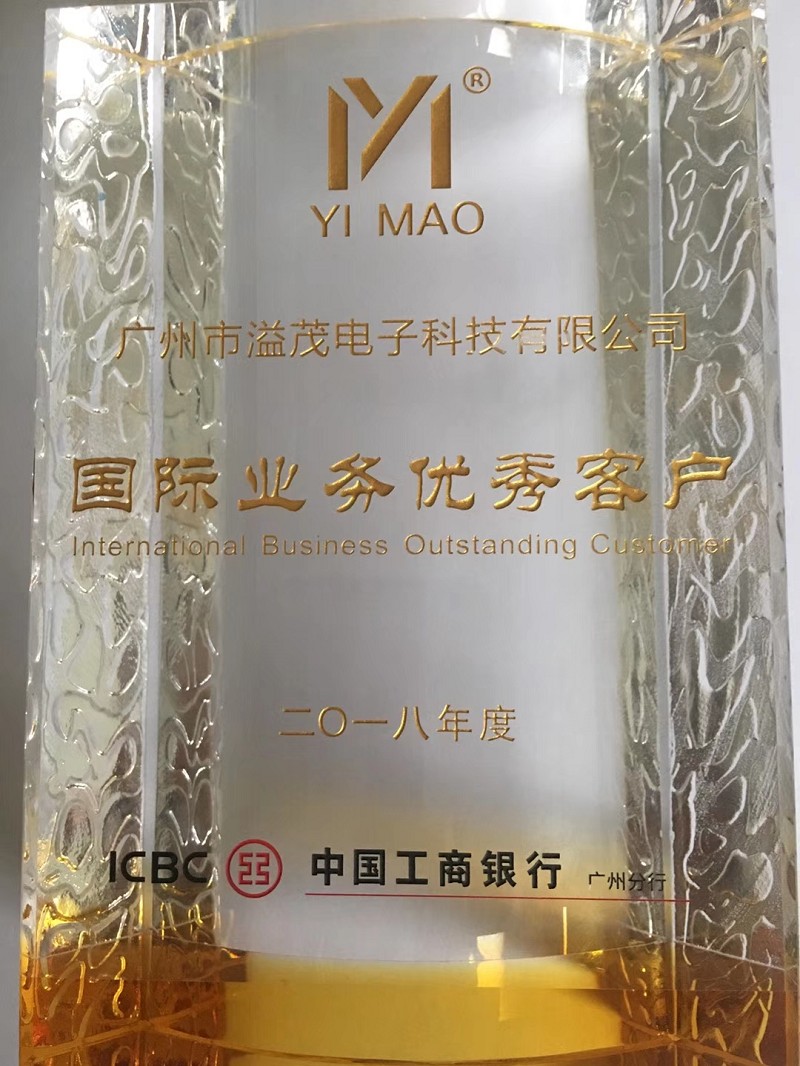 YI®
YI MAO
广州市溢茂电子科技有限公司
国际业务优秀客户
International Business Outstanding Customer
二〇一八年度
ICBC 中国工商银行 广州分行